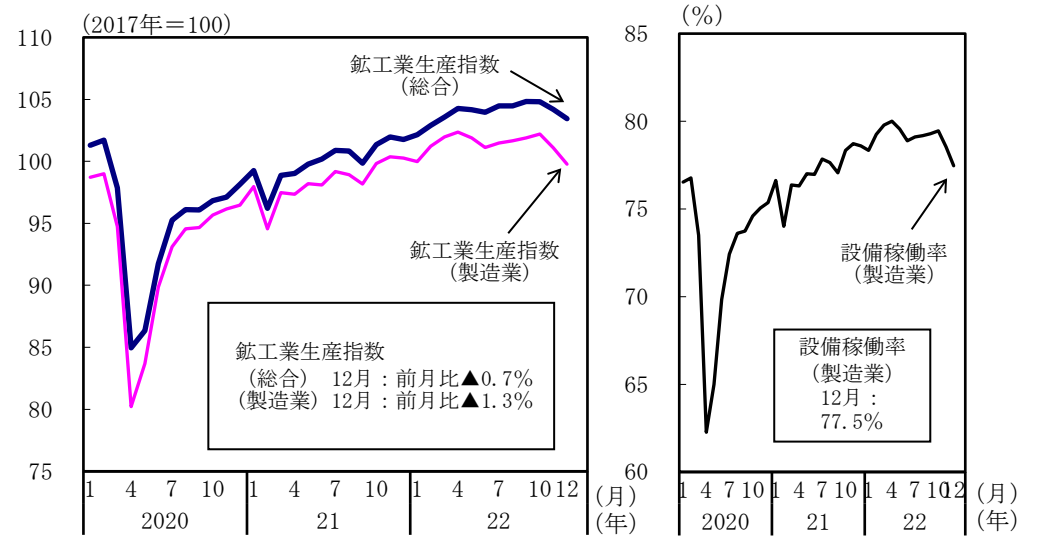 (2017年＝100)
110
105
100
95
90
85
80
75
鉱工業生産指数
(総合)
鉱工業生産指数
(製造業)
鉱工業生産指数
(総合) 12月：前月比▲0.7%
(製造業) 12月：前月比▲1.3%
1 4 7 10 1 4 7 10 1 4 7 10 12 (月)
2020 21 22 (年)
(%)
85
80
75
70
65
60
設備稼働率
(製造業)
設備稼働率
(製造業)
12月：
77.5%
1 4 7 10 1 4 7 10 1 4 7 10 12 (月)
2020 21 22 (年)